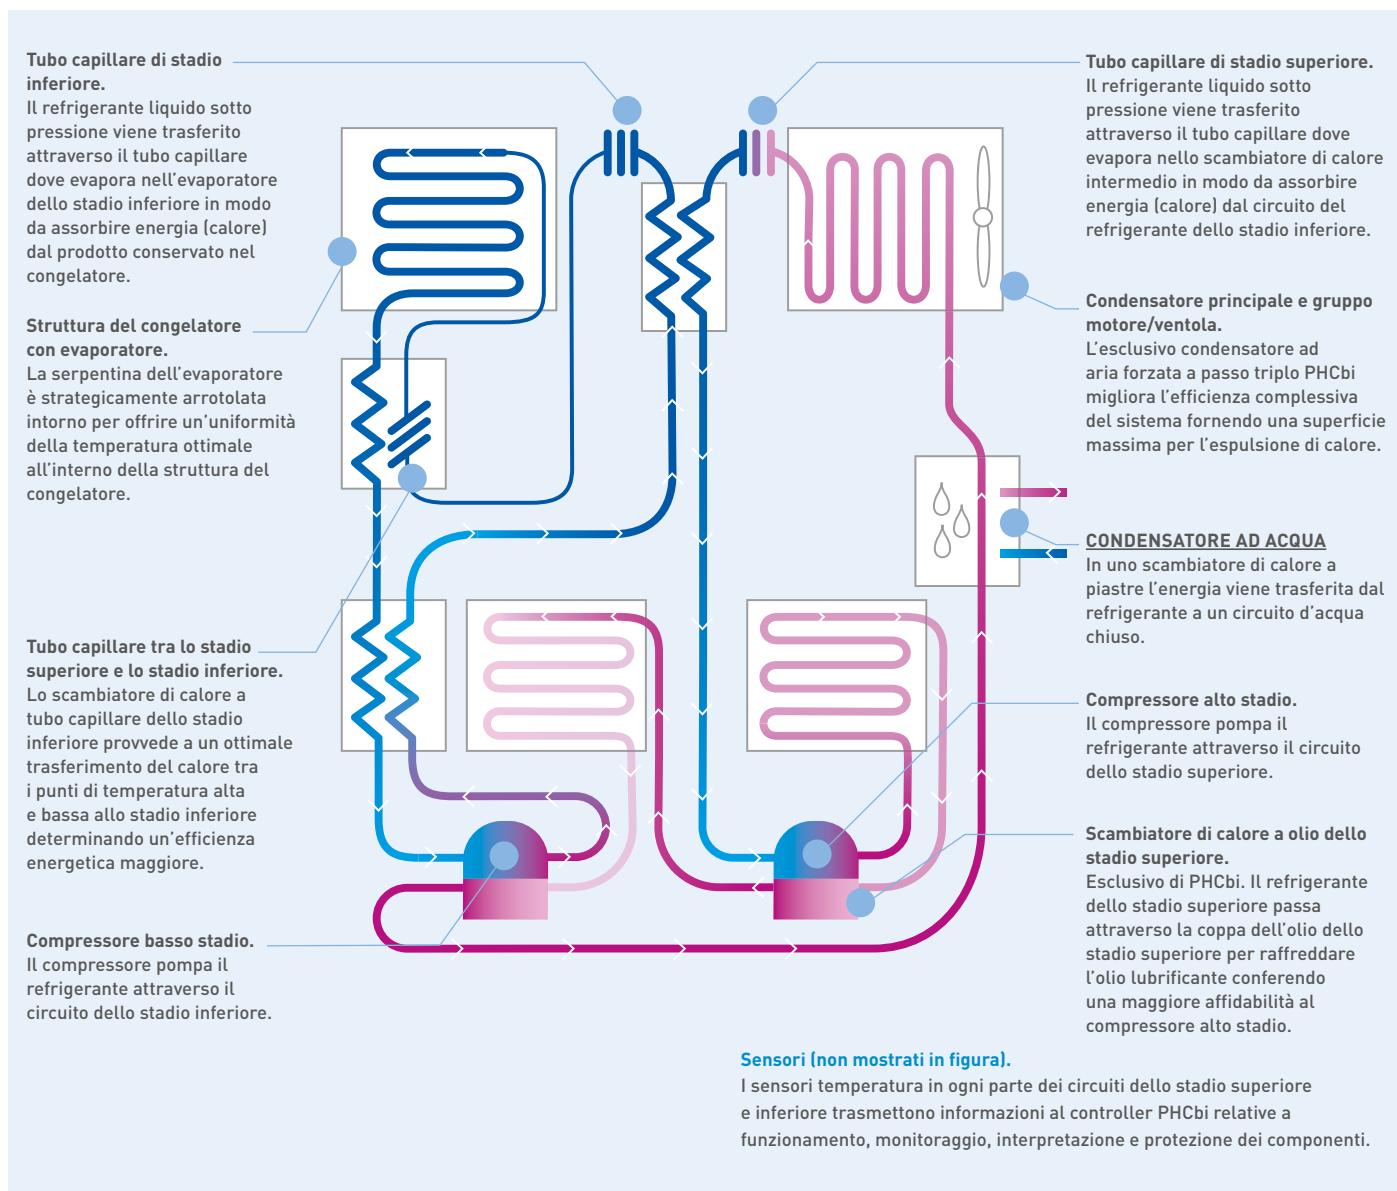 Tubo capillare di stadio
inferiore.
Il refrigerante liquido sotto
pressione viene trasferito
attraverso il tubo capillare
dove evapora nell'evaporatore
dello stadio inferiore in modo
da assorbire energia (calore)
dal prodotto conservato nel
congelatore.
Struttura del congelatore
con evaporatore.
La serpentina dell'evaporatore
è strategicamente arrotolata
intorno per offrire un'uniformità
della temperatura ottimale
all'interno della struttura del
congelatore.
Tubo capillare tra lo stadio
superiore e lo stadio inferiore.
Lo scambiatore di calore a
tubo capillare dello stadio
inferiore provvede a un ottimale
trasferimento del calore tra
i punti di temperatura alta
e bassa allo stadio inferiore
determinando un'efficienza
energetica maggiore.
Compressore basso stadio.
Il compressore pompa il
refrigerante attraverso il
circuito dello stadio inferiore.
Tubo capillare di stadio superiore.
Il refrigerante liquido sotto
pressione viene trasferito
attraverso il tubo capillare dove
evapora nello scambiatore di calore
intermedio in modo da assorbire
energia (calore) dal circuito del
refrigerante dello stadio inferiore.
Condensatore principale e gruppo
motore/ventola.
L'esclusivo condensatore ad
aria forzata a passo triplo PHCbi
migliora l'efficienza complessiva
del sistema fornendo una superficie
massima per l'espulsione di calore.
CONDENSATORE AD ACQUA
In uno scambiatore di calore a
piastre l'energia viene trasferita dal
refrigerante a un circuito d'acqua
chiuso.
Compressore alto stadio.
Il compressore pompa il
refrigerante attraverso il circuito
dello stadio superiore.
Scambiatore di calore a olio dello
stadio superiore.
Esclusivo di PHCbi. Il refrigerante
dello stadio superiore passa
attraverso la coppa dell'olio dello
stadio superiore per raffreddare
l'olio lubrificante conferendo
una maggiore affidabilità al
compressore alto stadio.
Sensori (non mostrati in figura).
I sensori temperatura in ogni parte dei circuiti dello stadio superiore
e inferiore trasmettono informazioni al controller PHCbi relative a
funzionamento, monitoraggio, interpretazione e protezione dei componenti.